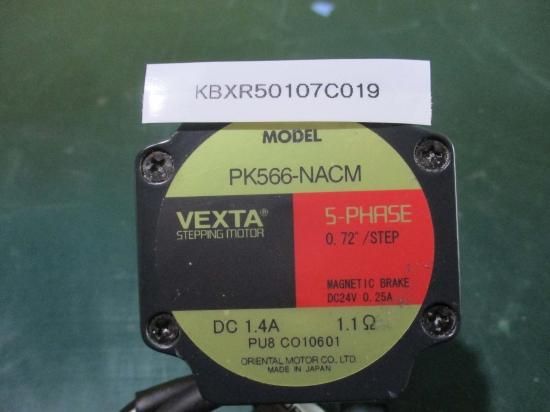 KBXR50107C019
MODEL
PK566-NACM
VEXTA®
STEPPING MOTOR
5-PHASE
0.72°/STEP
MAGNETIC BRAKE
DC24V 0.25A
DC 1.4A 1.1Ω
PU8 CO10601
ORIENTAL MOTOR CO., LTD.
MADE IN JAPAN